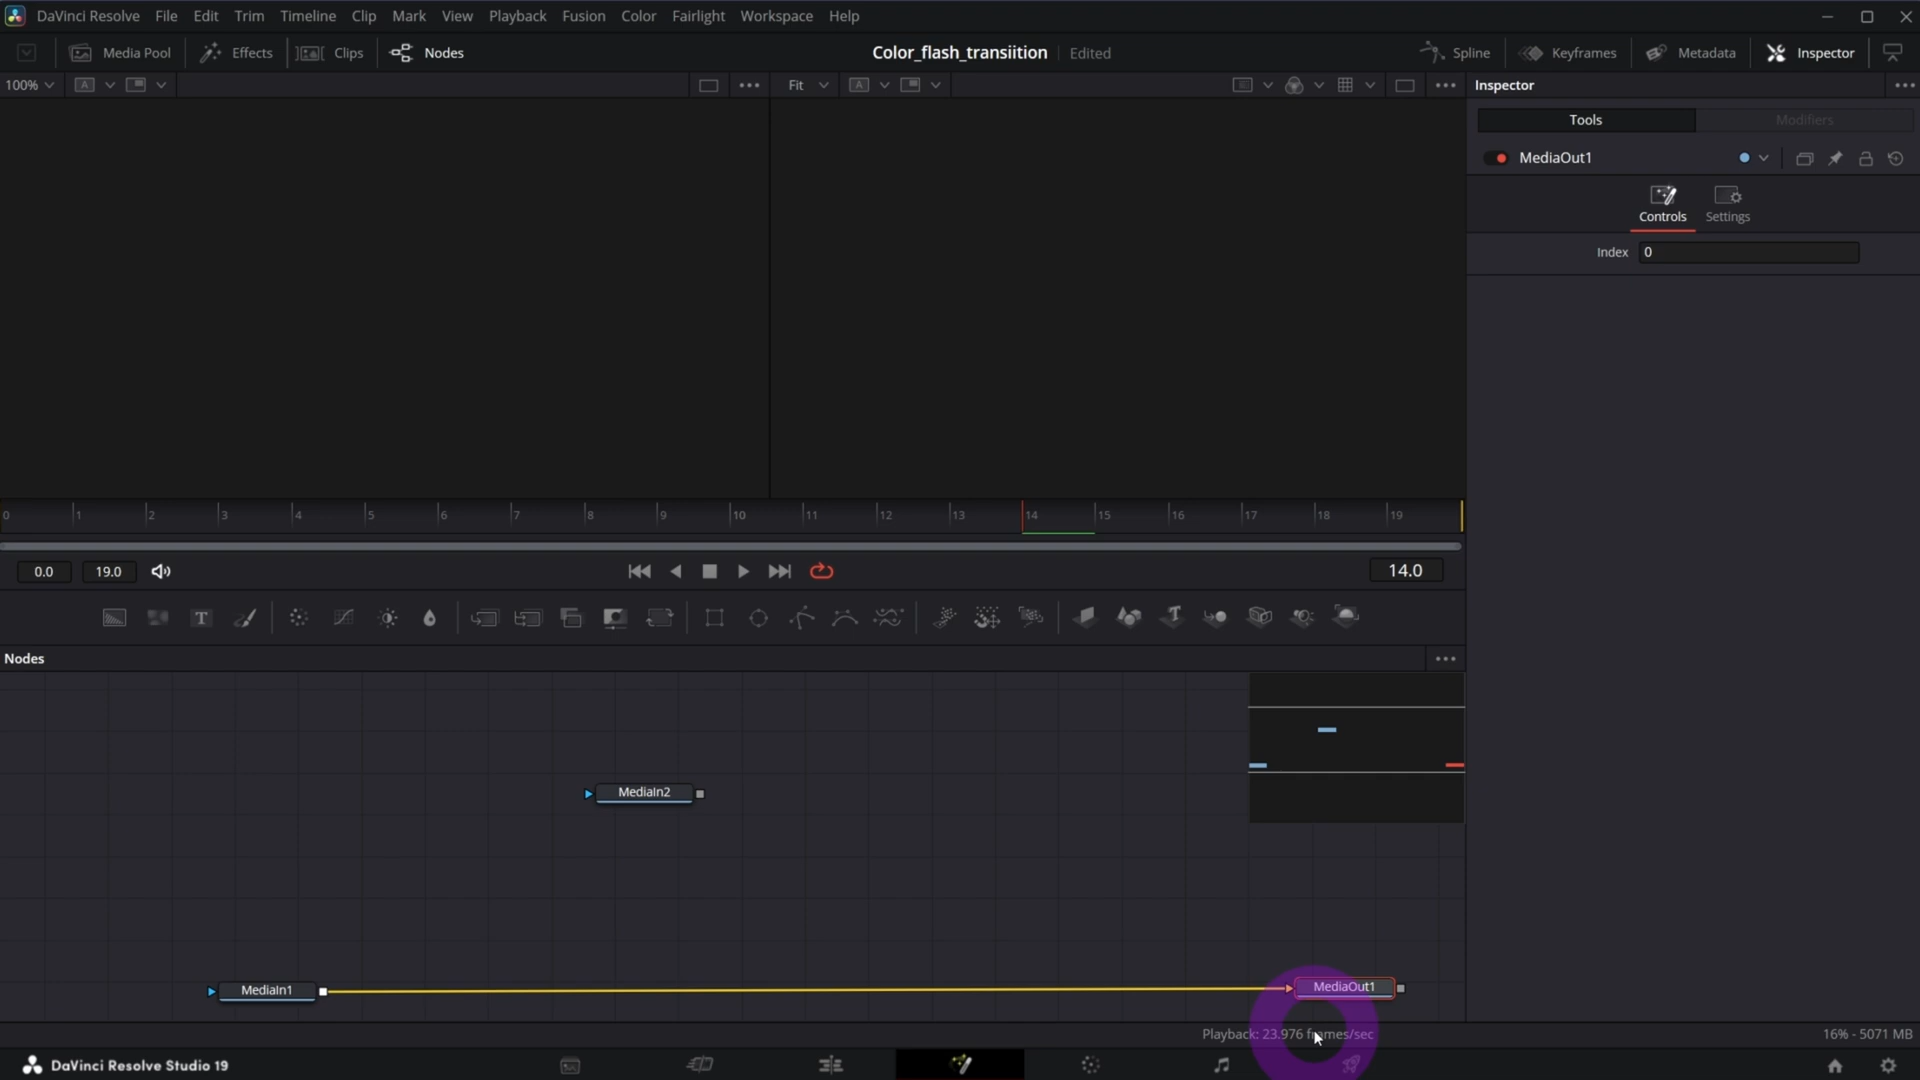 DaVinci Resolve File Edit Trim Timeline Clip Mark View Playback Fusion Color Fairlight Workspace Help
Media Pool Effects Clips Nodes Color_flash_transiition Edited Spline Keyframes Metadata Inspector
100% A Fit A Inspector
Tools Modifiers
MediaOut1
Controls Settings
Index 0
0 1 2 3 4 5 6 7 8 9 10 11 12 13 14 15 16 17 18 19
0.0 19.0 14.0
T T
Nodes
MediaIn2
MediaIn1 MediaOut1
Playback: 23.976 frames/sec 16% - 5071 MB
DaVinci Resolve Studio 19